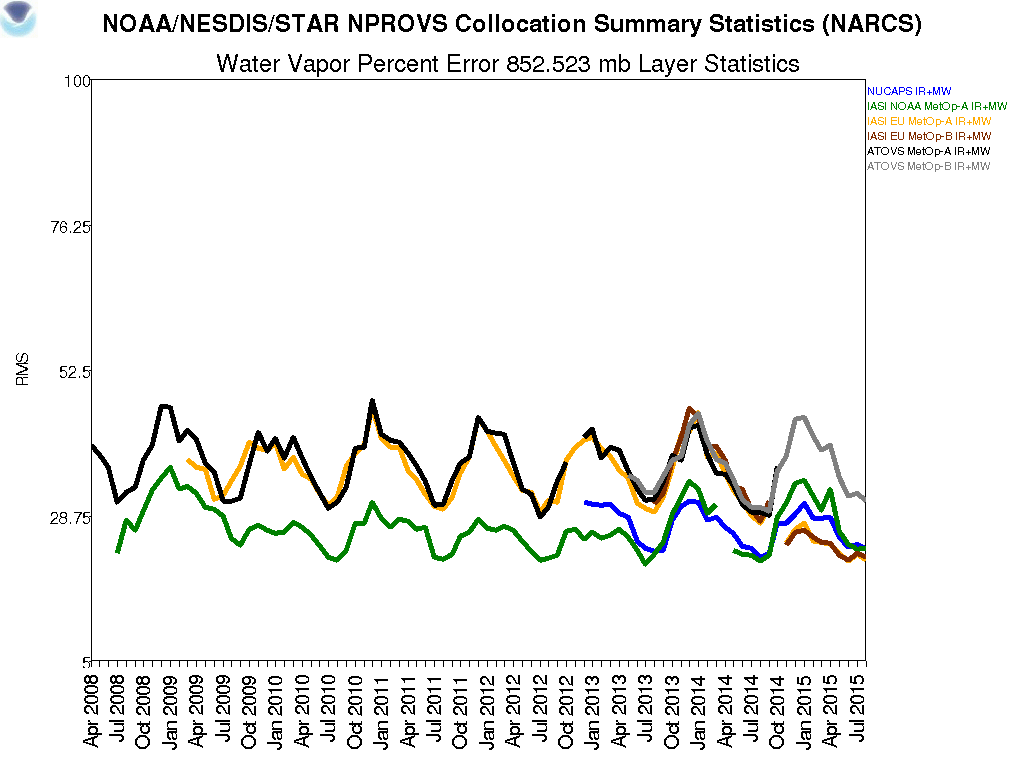 NOAA/NESDIS/STAR NPROVS Collocation Summary Statistics (NARCS)
Water Vapor Percent Error 852.523 mb Layer Statistics
100
76.25
52.5
28.75
5
RMS
NUCAPS IR+MW
IASI NOAA MetOp-A IR+MW
IASI EU MetOp-A IR+MW
IASI EU MetOp-B IR+MW
ATOVS MetOp-A IR+MW
ATOVS MetOp-B IR+MW
Apr 2008
Jul 2008
Oct 2008
Jan 2009
Apr 2009
Jul 2009
Oct 2009
Jan 2010
Apr 2010
Jul 2010
Oct 2010
Jan 2011
Apr 2011
Jul 2011
Oct 2011
Jan 2012
Apr 2012
Jul 2012
Oct 2012
Jan 2013
Apr 2013
Jul 2013
Oct 2013
Jan 2014
Apr 2014
Jul 2014
Oct 2014
Jan 2015
Apr 2015
Jul 2015